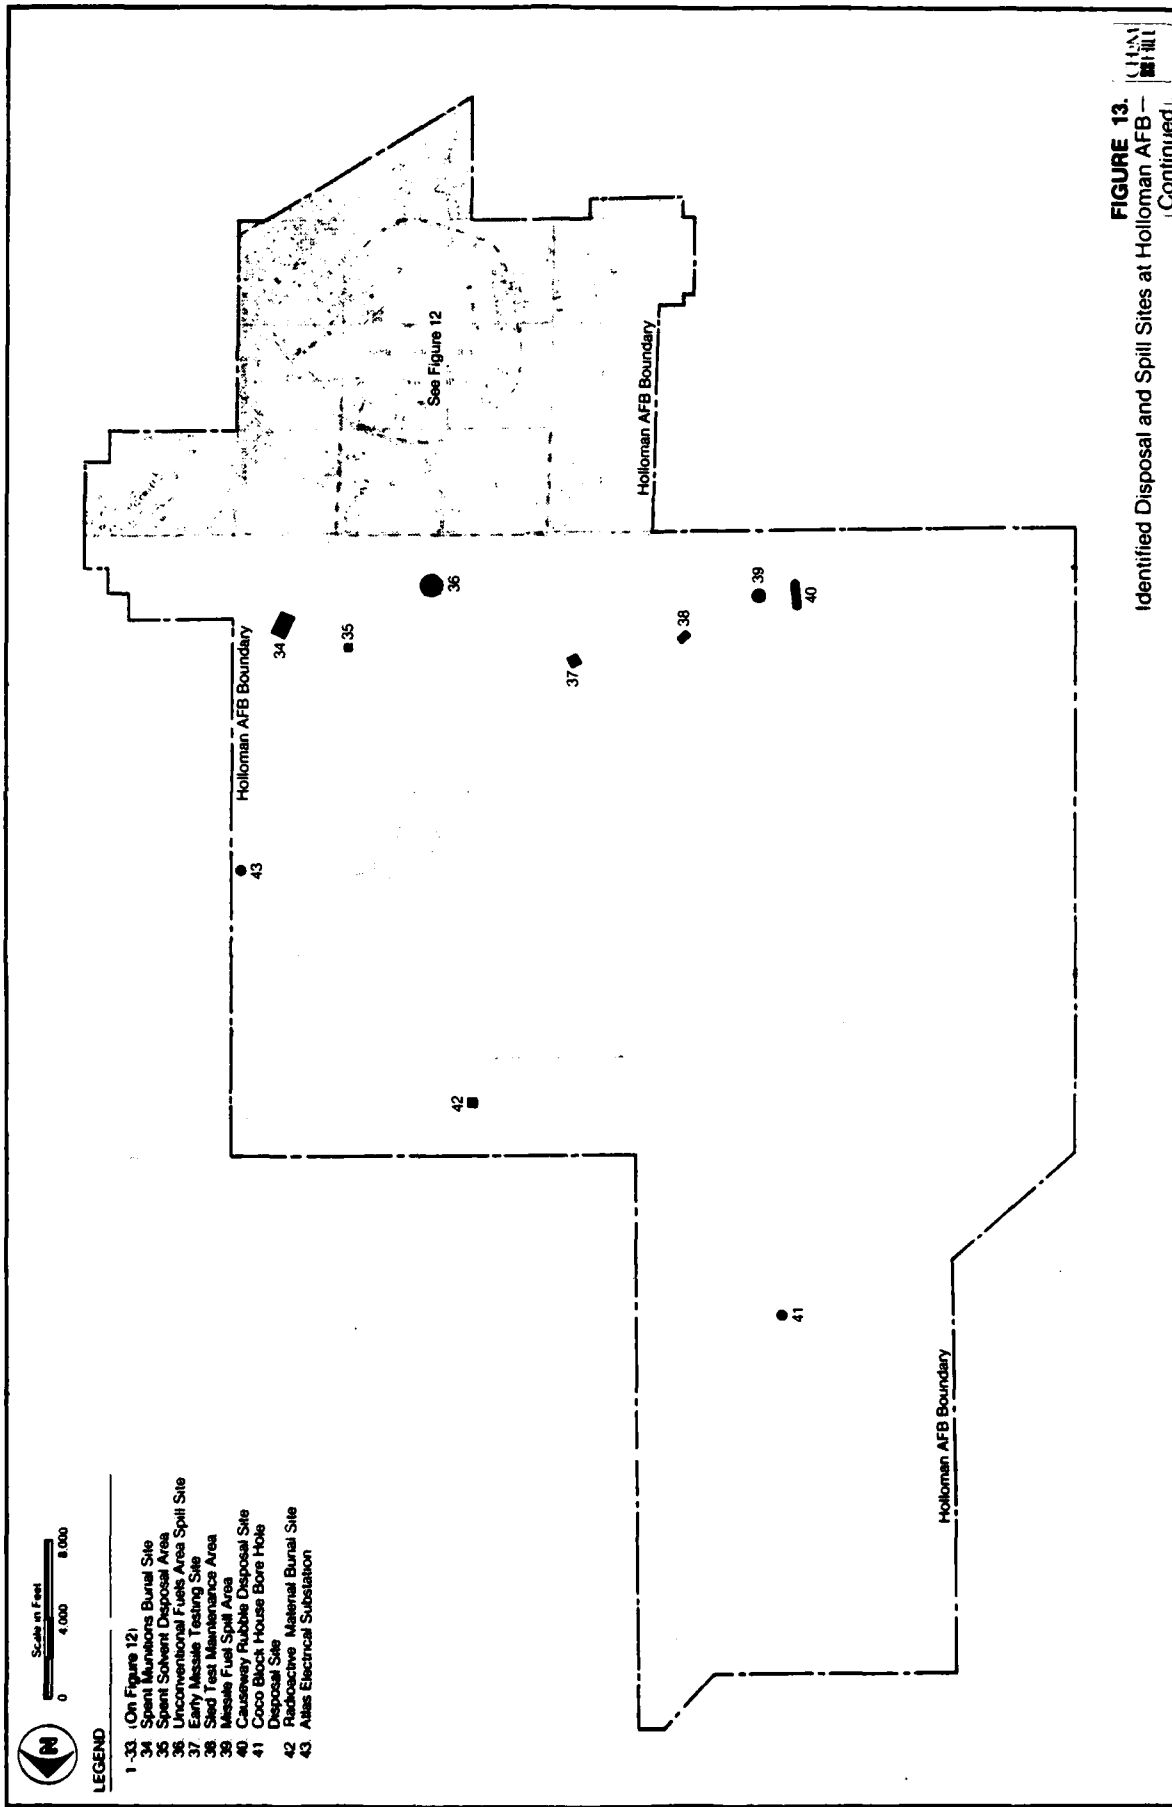 Scale in Feet
0 4,000 8,000
N
LEGEND
1-33. (On Figure 12)
34 Spent Munitions Burial Site
35 Spent Solvent Disposal Area
36. Unconventional Fuels Area Spill Site
37. Early Missile Testing Site
38. Sled Test Maintenance Area
39. Missile Fuel Spill Area
40. Causeway Rubble Disposal Site
41 Coco Block House Bore Hole
Disposal Site
42 Radioactive Material Burial Site
43. Atlas Electrical Substation
Holloman AFB Boundary
43
34
35
36
See Figure 12
Holloman AFB Boundary
37
38
39
40
42
41
Holloman AFB Boundary
FIGURE 13.
Identified Disposal and Spill Sites at Holloman AFB—
(Continued)
HILL